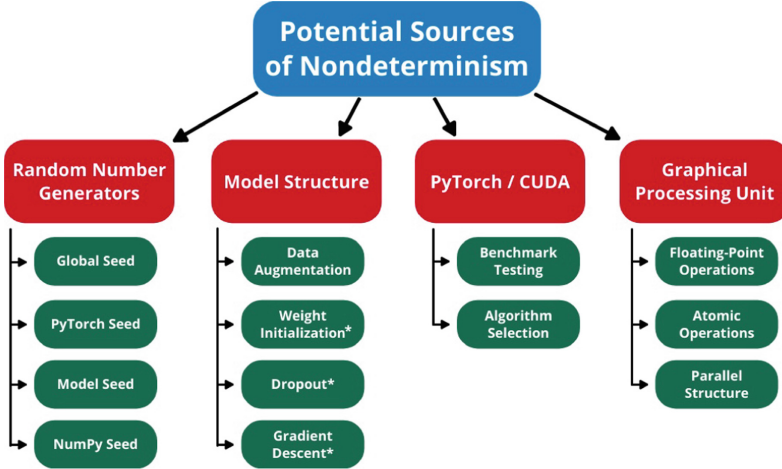 Potential Sources
of Nondeterminism
Random Number
Generators
Global Seed
PyTorch Seed
Model Seed
NumPy Seed
Model Structure
Data
Augmentation
Weight
Initialization*
Dropout*
Gradient
Descent*
PyTorch / CUDA
Benchmark
Testing
Algorithm
Selection
Graphical
Processing Unit
Floating-Point
Operations
Atomic
Operations
Parallel
Structure